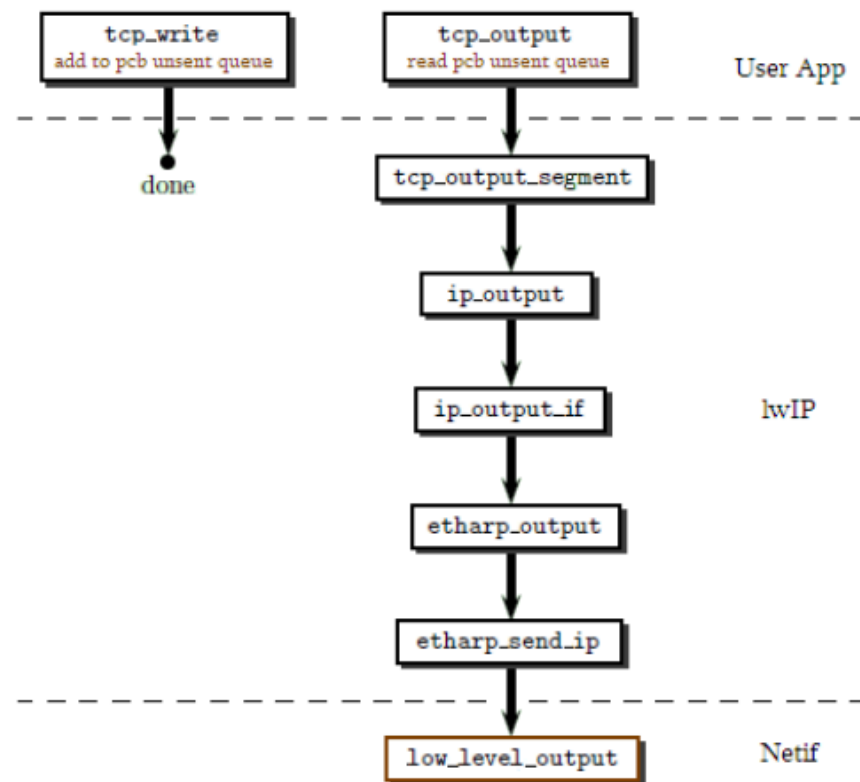 tcp_write
add to pcb unsent queue
tcp_output
read pcb unsent queue
User App
done
tcp_output_segment
ip_output
ip_output_if
lwIP
etharp_output
etharp_send_ip
low_level_output
Netif